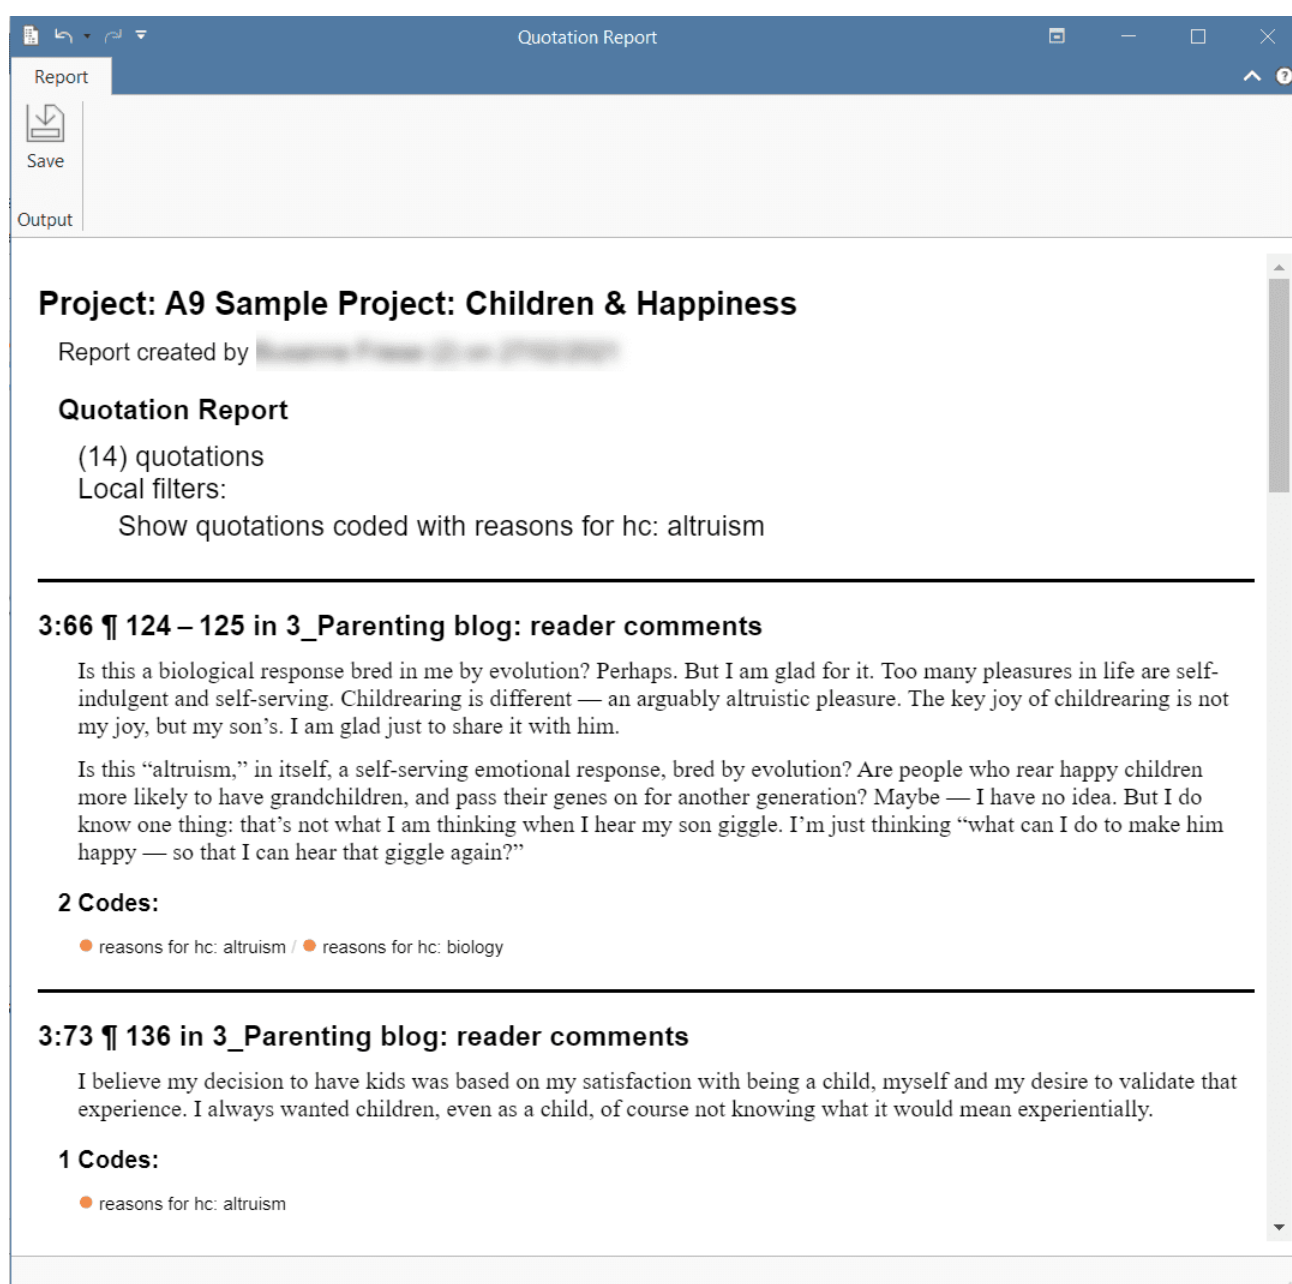 Quotation Report
Report
Save
Output
Project: A9 Sample Project: Children & Happiness
Report created by
Quotation Report
(14) quotations
Local filters:
Show quotations coded with reasons for hc: altruism
3:66 ¶ 124 – 125 in 3_Parenting blog: reader comments
Is this a biological response bred in me by evolution? Perhaps. But I am glad for it. Too many pleasures in life are self-
indulgent and self-serving. Childrearing is different — an arguably altruistic pleasure. The key joy of childrearing is not
my joy, but my son’s. I am glad just to share it with him.
Is this “altruism,” in itself, a self-serving emotional response, bred by evolution? Are people who rear happy children
more likely to have grandchildren, and pass their genes on for another generation? Maybe — I have no idea. But I do
know one thing: that’s not what I am thinking when I hear my son giggle. I’m just thinking “what can I do to make him
happy — so that I can hear that giggle again?”
2 Codes:
reasons for hc: altruism / reasons for hc: biology
3:73 ¶ 136 in 3_Parenting blog: reader comments
I believe my decision to have kids was based on my satisfaction with being a child, myself and my desire to validate that
experience. I always wanted children, even as a child, of course not knowing what it would mean experientially.
1 Codes:
reasons for hc: altruism